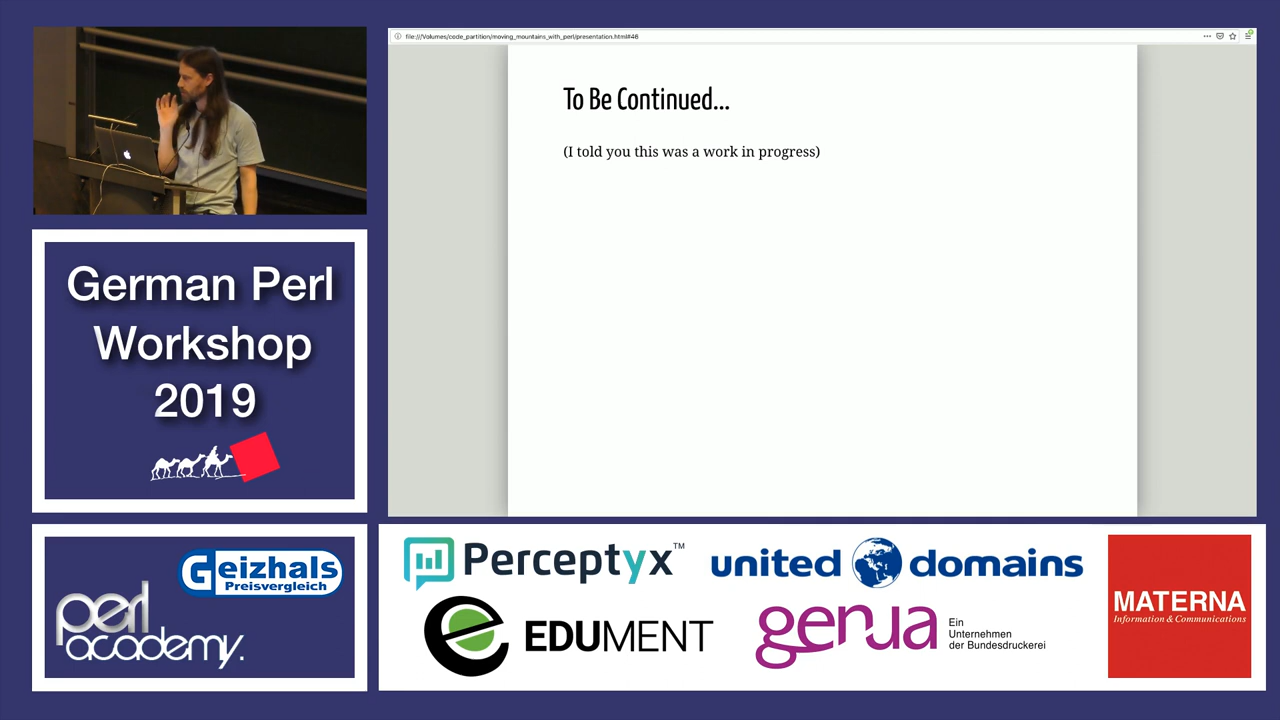 file:///Volumes/code_partition/moving_mountains_with_perl/presentation.html#46
To Be Continued...
(I told you this was a work in progress)
German Perl
Workshop
2019
Geizhals
Preisvergleich
perl
academy.
Perceptyx™
united domains
EDUMENT
genua
Ein
Unternehmen
der Bundesdruckerei
MATERNA
Information & Communications